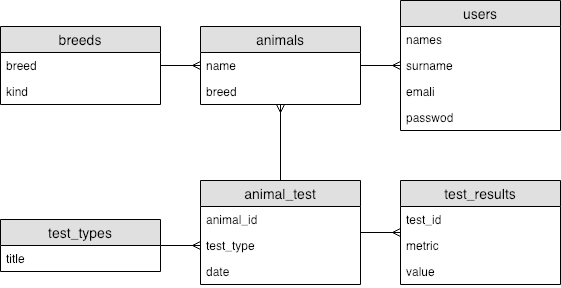 breeds
breed
kind
animals
name
breed
users
names
surname
emali
passwod
test_types
title
animal_test
animal_id
test_type
date
test_results
test_id
metric
value